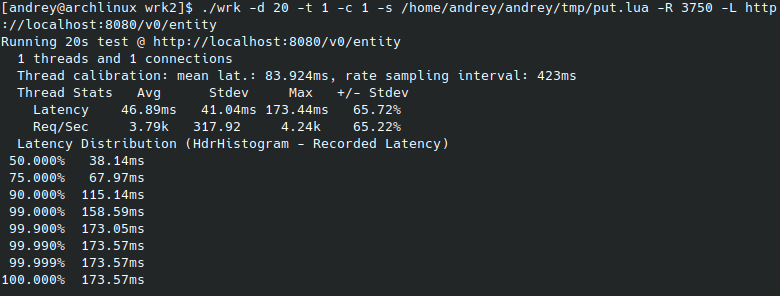 [andrey@archlinux wrk2]$ ./wrk -d 20 -t 1 -c 1 -s /home/andrey/andrey/tmp/put.lua -R 3750 -L http
://localhost:8080/v0/entity
Running 20s test @ http://localhost:8080/v0/entity
  1 threads and 1 connections
  Thread calibration: mean lat.: 83.924ms, rate sampling interval: 423ms
  Thread Stats   Avg      Stdev     Max   +/- Stdev
    Latency    46.89ms   41.04ms 173.44ms   65.72%
    Req/Sec     3.79k   317.92     4.24k    65.22%
  Latency Distribution (HdrHistogram - Recorded Latency)
 50.000%   38.14ms
 75.000%   67.97ms
 90.000%  115.14ms
 99.000%  158.59ms
 99.900%  173.05ms
 99.990%  173.57ms
 99.999%  173.57ms
100.000%  173.57ms